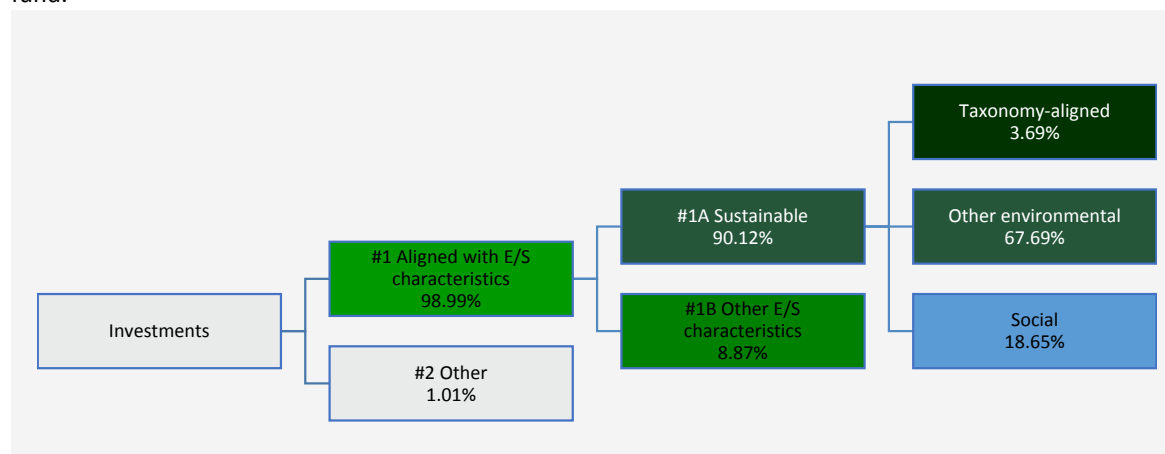 Taxonomy-aligned
3.69%
#1A Sustainable
90.12%
Other environmental
67.69%
#1 Aligned with E/S
characteristics
98.99%
Investments
#1B Other E/S
characteristics
8.87%
Social
18.65%
#2 Other
1.01%